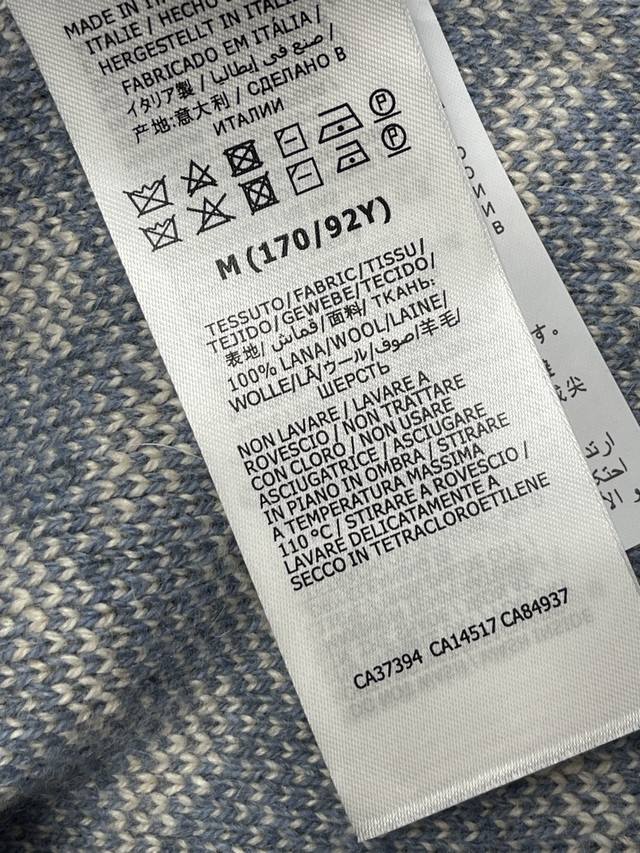 MADE IN
ITALIE / HECHO
HERGESTELLT IN ITALI
FABRICADO EM ITÁLIA /
イタリア製 / صنع في إيطاليا /
产地:意大利 / СДЕЛАНО В
ИТАЛИИ
P
P
M (170/92Y)
TESSUTO/FABRIC/TISSU/
TEJIDO/GEWEBE/TECIDO/
表地/ قماش/ 面料/ ТКАНЬ:
100% LANA/WOOL/LAINE/
WOLLE/LÃ/ウール/صوف/羊毛/
ШЕРСТЬ
NON LAVARE / LAVARE A
ROVESCIO / NON TRATTARE
CON CLORO / NON USARE
ASCIUGATRICE / ASCIUGARE
IN PIANO IN OMBRA / STIRARE
A TEMPERATURA MASSIMA
110 °C / STIRARE A ROVESCIO /
LAVARE DELICATAMENTE A
SECCO IN TETRACLOROETILENE
CA37394 CA14517 CA84937
В
す。
尖